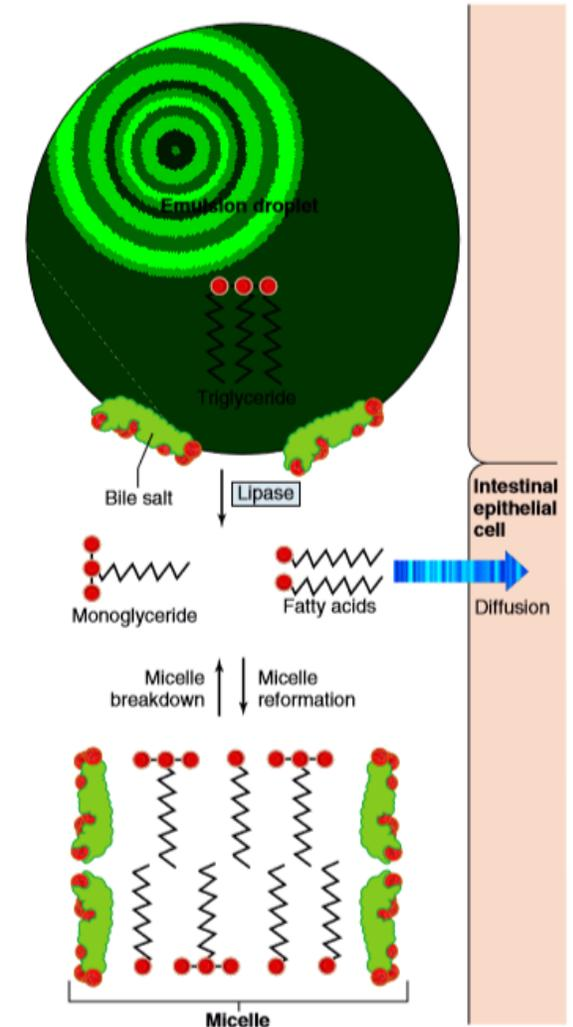 Emulsion droplet
Triglyceride
Bile salt
Lipase
Intestinal
epithelial
cell
Monoglyceride
Fatty acids
Diffusion
Micelle
breakdown
Micelle
reformation
Micelle